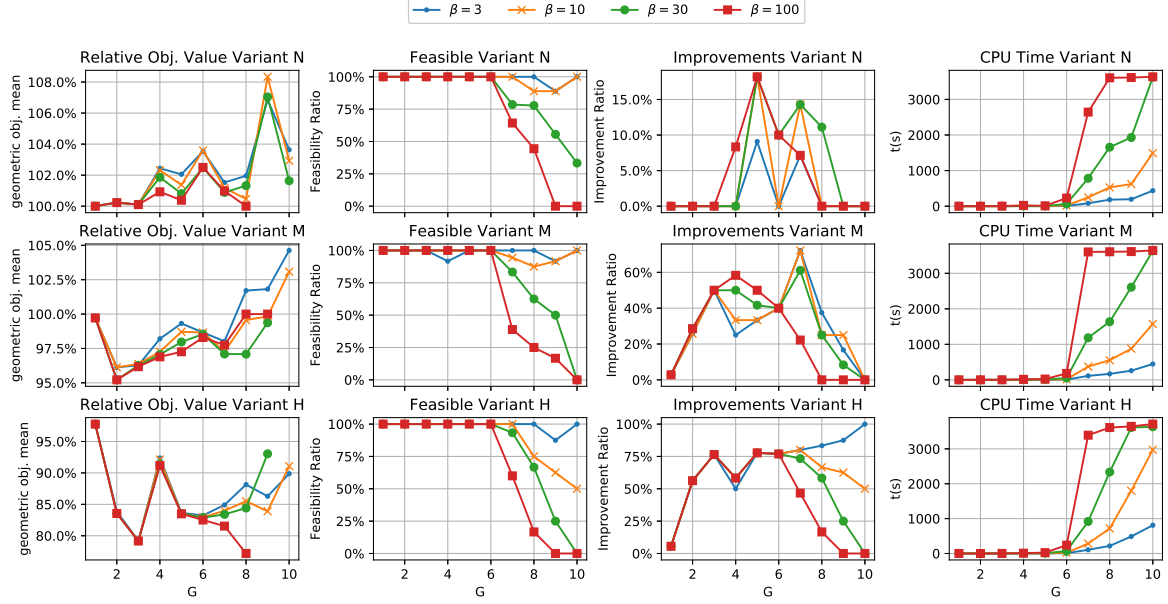 β = 3 β = 10 β = 30 β = 100
Relative Obj. Value Variant N Feasible Variant N Improvements Variant N CPU Time Variant N
geometric obj. mean
108.0%
106.0%
104.0%
102.0%
100.0%
Feasibility Ratio
100%
75%
50%
25%
0%
Improvement Ratio
15.0%
10.0%
5.0%
0.0%
t(s)
3000
2000
1000
0
Relative Obj. Value Variant M Feasible Variant M Improvements Variant M CPU Time Variant M
geometric obj. mean
105.0%
102.5%
100.0%
97.5%
95.0%
Feasibility Ratio
100%
75%
50%
25%
0%
Improvement Ratio
60%
40%
20%
0%
t(s)
3000
2000
1000
0
Relative Obj. Value Variant H Feasible Variant H Improvements Variant H CPU Time Variant H
geometric obj. mean
95.0%
90.0%
85.0%
80.0%
2 4 6 8 10
G
Feasibility Ratio
100%
75%
50%
25%
0%
2 4 6 8 10
G
Improvement Ratio
100%
75%
50%
25%
0%
2 4 6 8 10
G
t(s)
3000
2000
1000
0
2 4 6 8 10
G